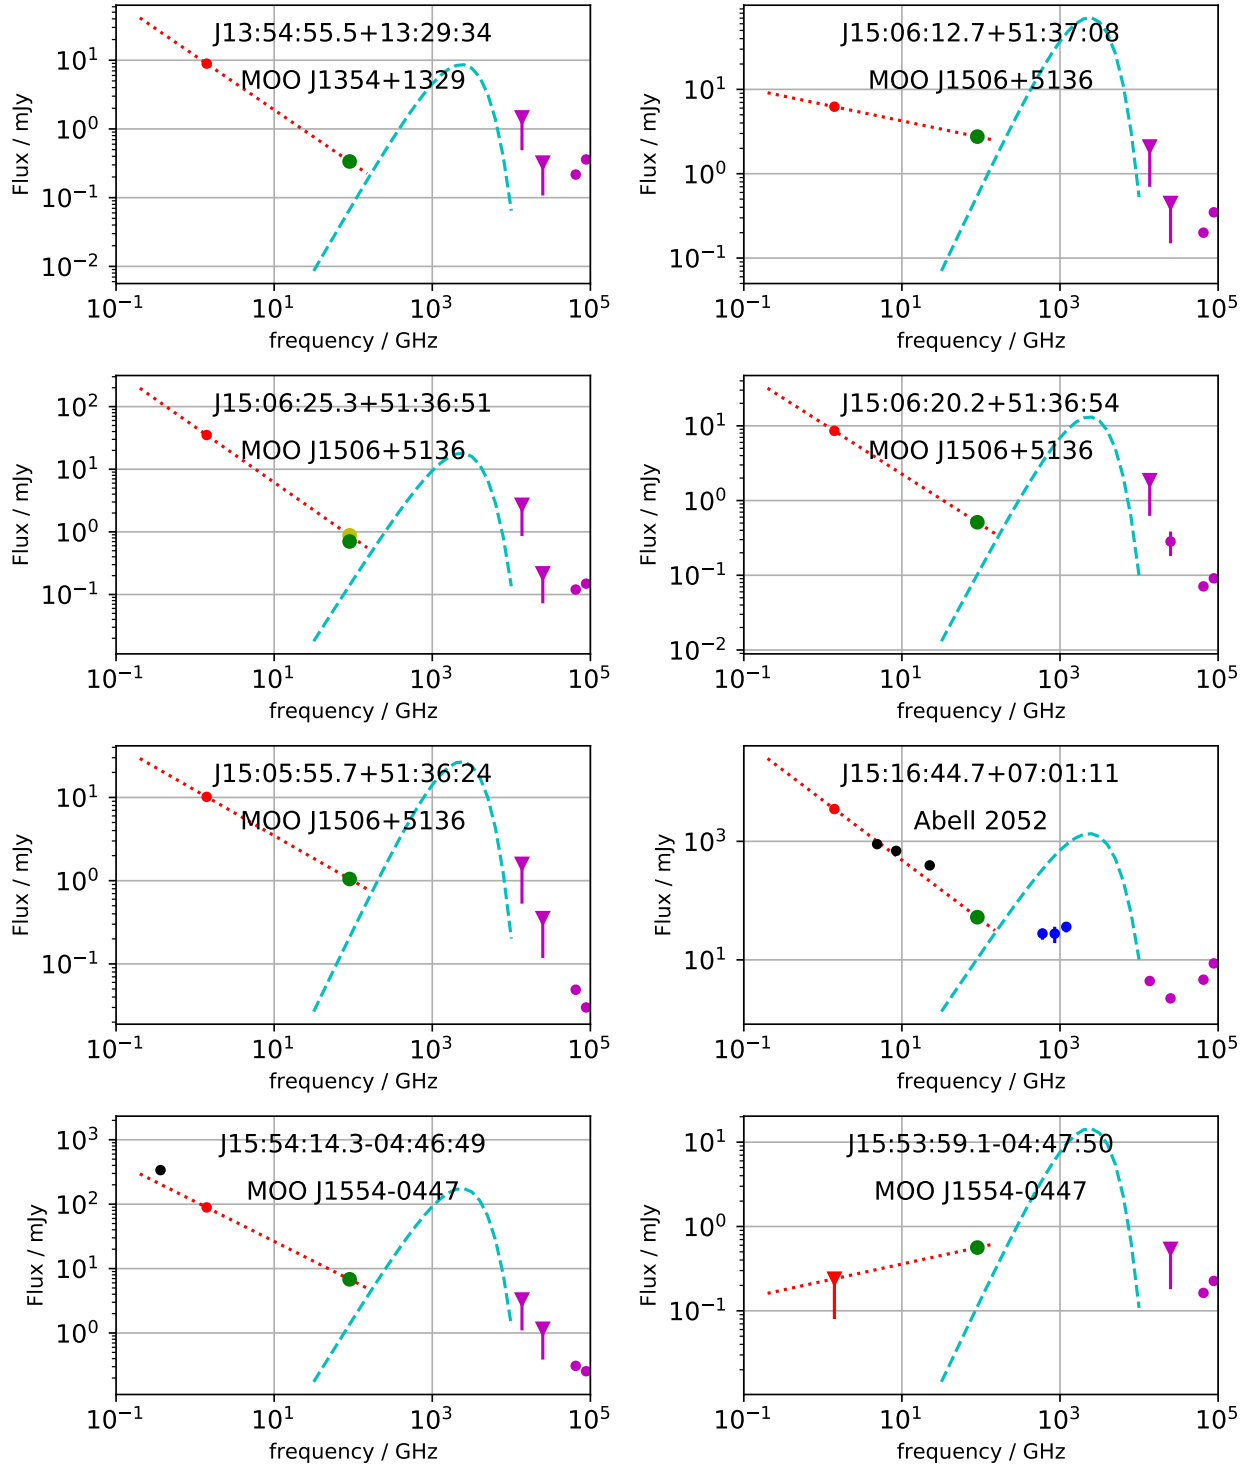 J13:54:55.5+13:29:34
MOO J1354+1329
Flux / mJy
10^1
10^0
10^-1
10^-2
10^-1 10^1 10^3 10^5
frequency / GHz
J15:06:12.7+51:37:08
MOO J1506+5136
Flux / mJy
10^1
10^0
10^-1
10^-1 10^1 10^3 10^5
frequency / GHz
J15:06:25.3+51:36:51
MOO J1506+5136
Flux / mJy
10^2
10^1
10^0
10^-1
10^-1 10^1 10^3 10^5
frequency / GHz
J15:06:20.2+51:36:54
MOO J1506+5136
Flux / mJy
10^1
10^0
10^-1
10^-2
10^-1 10^1 10^3 10^5
frequency / GHz
J15:05:55.7+51:36:24
MOO J1506+5136
Flux / mJy
10^1
10^0
10^-1
10^-1 10^1 10^3 10^5
frequency / GHz
J15:16:44.7+07:01:11
Abell 2052
Flux / mJy
10^3
10^1
10^-1 10^1 10^3 10^5
frequency / GHz
J15:54:14.3-04:46:49
MOO J1554-0447
Flux / mJy
10^3
10^2
10^1
10^0
10^-1 10^1 10^3 10^5
frequency / GHz
J15:53:59.1-04:47:50
MOO J1554-0447
Flux / mJy
10^1
10^0
10^-1
10^-1 10^1 10^3 10^5
frequency / GHz